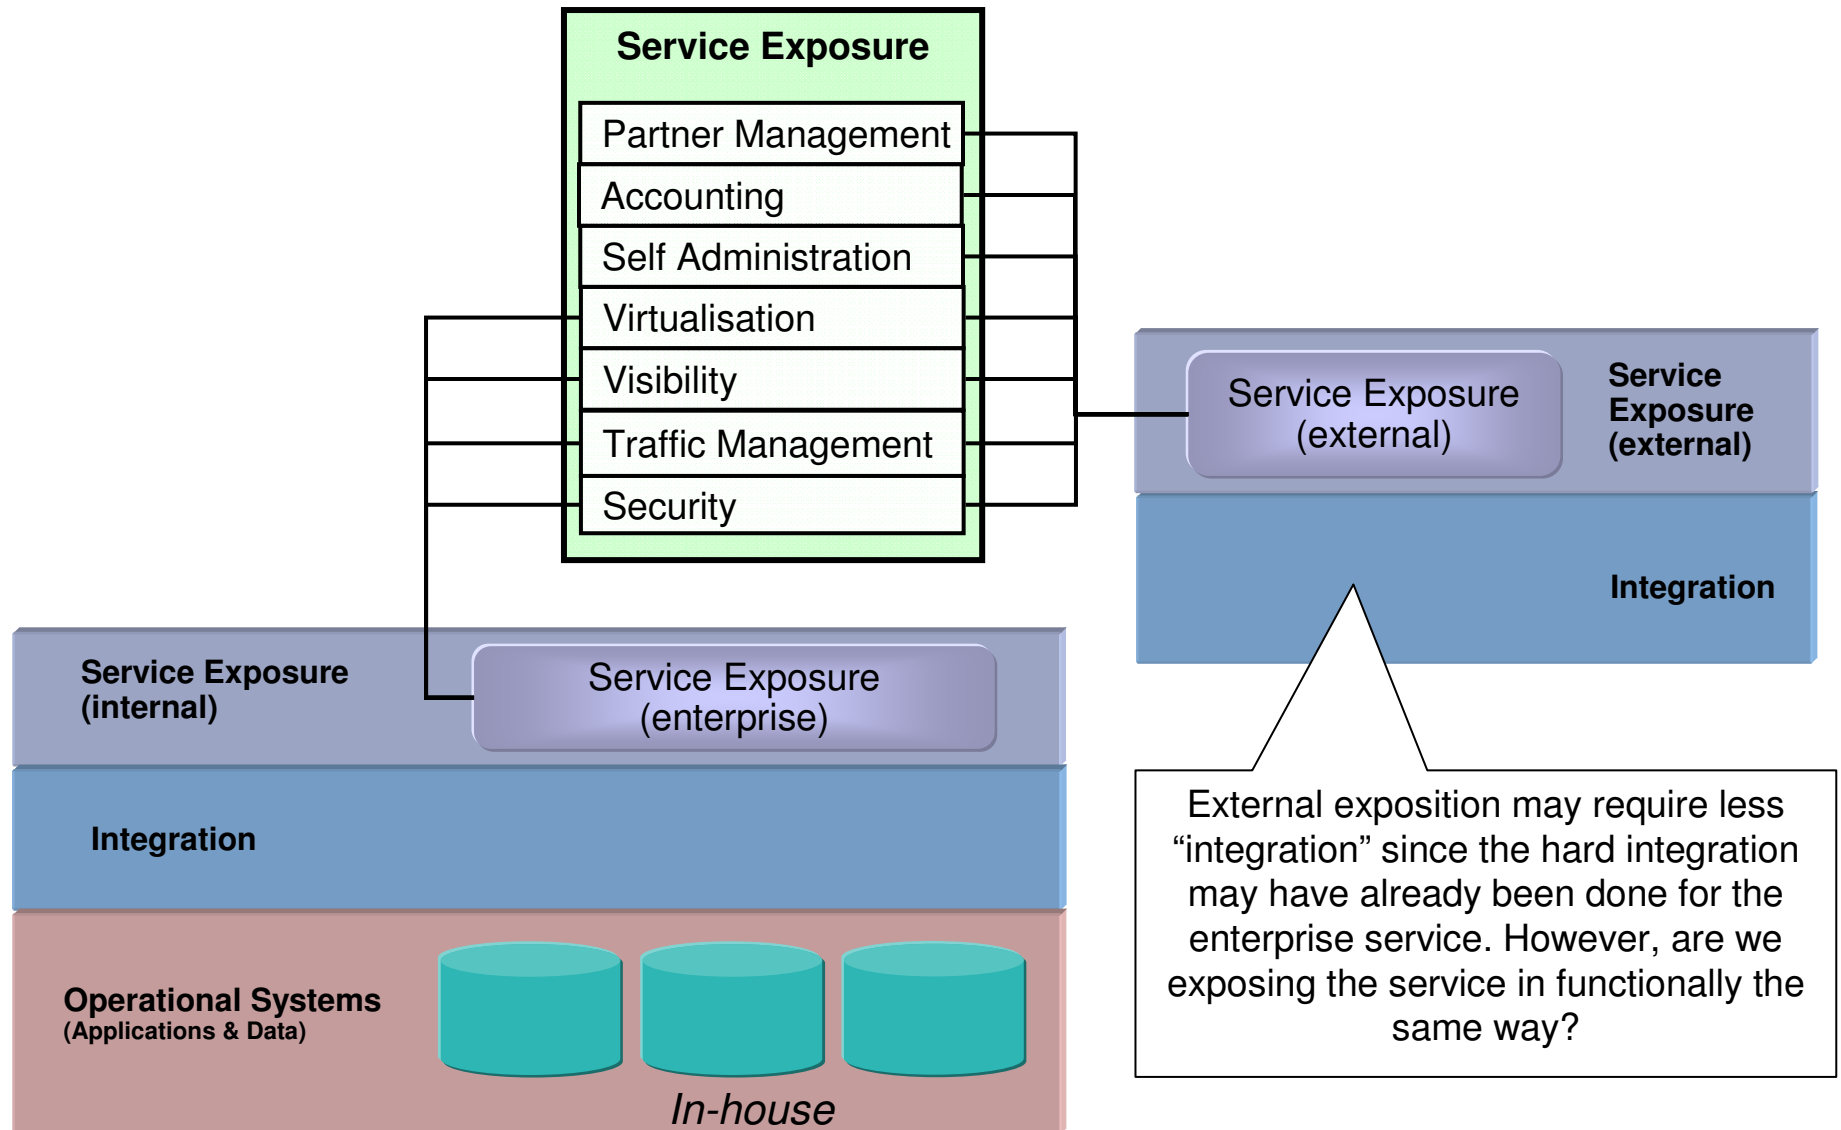 Service Exposure
Partner Management
Accounting
Self Administration
Virtualisation
Visibility
Traffic Management
Security
Service Exposure
(external)
Service
Exposure
(external)
Integration
Service Exposure
(internal)
Service Exposure
(enterprise)
Integration
Operational Systems
(Applications & Data)
In-house
External exposition may require less
“integration” since the hard integration
may have already been done for the
enterprise service. However, are we
exposing the service in functionally the
same way?